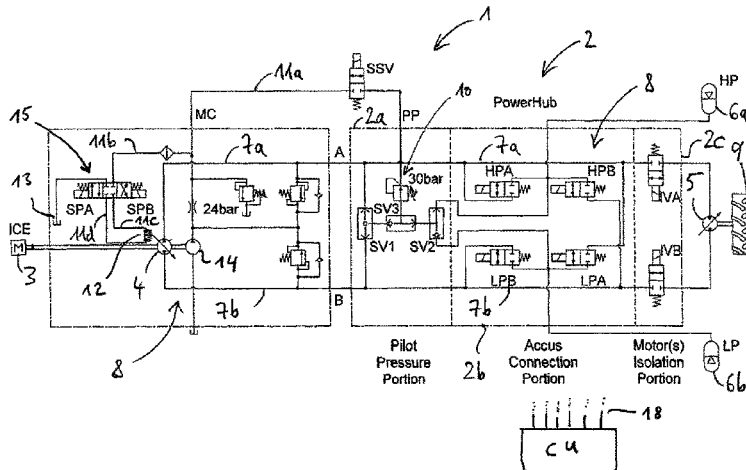 1
11a
SSV
2
HP
6a
MC
2a
PP
10
PowerHub
8
15
11b
7a
A
7a
2c
9
13
SPA
SPB
11c
11d
24bar
30bar
HPA
HPB
IVA
5
ICE
M
SV3
SV1
SV2
3
12
4
14
LPB
LPA
IVB
7b
B
7b
8
2b
LP
6b
Pilot
Pressure
Portion
Accus
Connection
Portion
Motor(s)
Isolation
Portion
18
CU